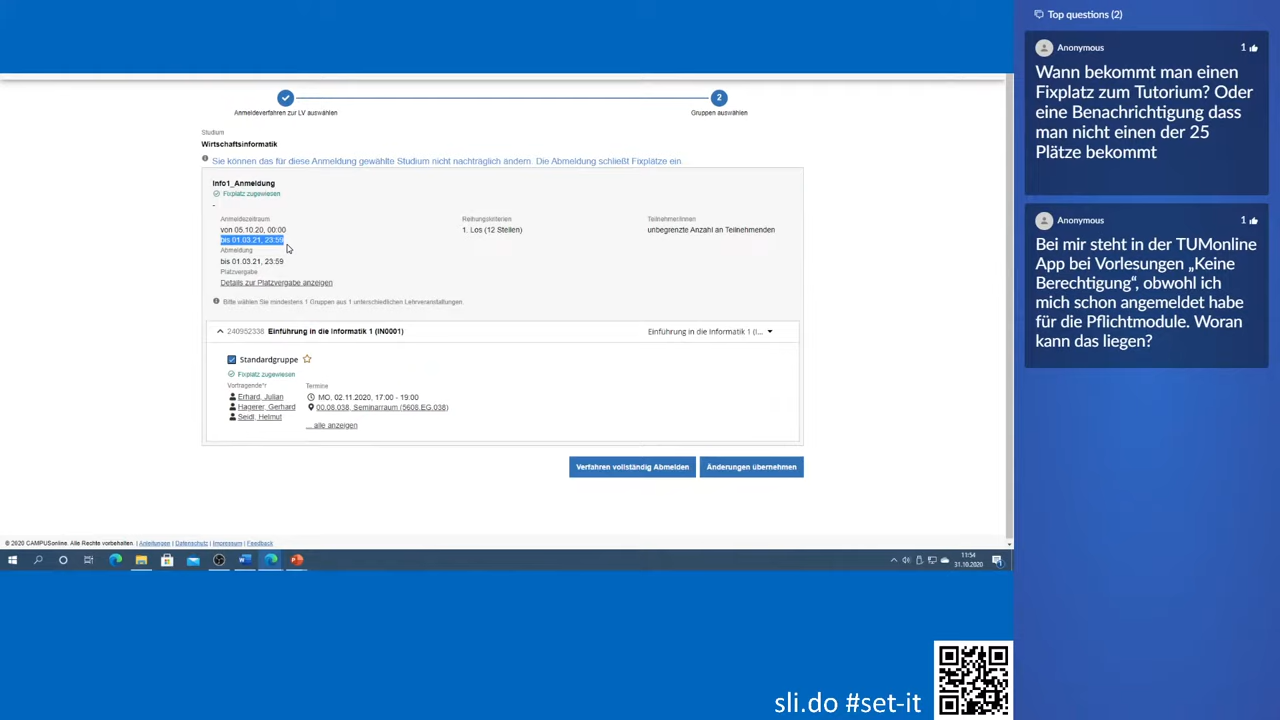 Anmeldeverfahren zur LV auswählen
2
Gruppen auswählen
Studium
Wirtschaftsinformatik
Sie können das für diese Anmeldung gewählte Studium nicht nachträglich ändern. Die Abmeldung schließt Fixplätze ein.
Info1_Anmeldung
Fixplatz zugewiesen
-
Anmeldezeitraum
Reihungskriterien
Teilnehmer/innen
von 05.10.20, 00:00
1. Los (12 Stellen)
unbegrenzte Anzahl an Teilnehmenden
bis 01.03.21, 23:59
Abmeldung
bis 01.03.21, 23:59
Platzvergabe
Details zur Platzvergabe anzeigen
Bitte wählen Sie mindestens 1 Gruppen aus 1 unterschiedlichen Lehrveranstaltungen.
240952338 Einführung in die Informatik 1 (IN0001)
Einführung in die Informatik 1 (I...
Standardgruppe
Fixplatz zugewiesen
Vortragende*r
Termine
Erhard, Julian
MO, 02.11.2020, 17:00 - 19:00
Hagerer, Gerhard
00.08.038, Seminarraum (5608.EG.038)
Seidl, Helmut
... alle anzeigen
Verfahren vollständig Abmelden
Änderungen übernehmen
© 2020 CAMPUSonline. Alle Rechte vorbehalten. | Anleitungen | Datenschutz | Impressum | Feedback
11:54
31.10.2020
sli.do #set-it
Top questions (2)
Anonymous
1
Wann bekommt man einen
Fixplatz zum Tutorium? Oder
eine Benachrichtigung dass
man nicht einen der 25
Plätze bekommt
Anonymous
1
Bei mir steht in der TUMonline
App bei Vorlesungen „Keine
Berechtigung“, obwohl ich
mich schon angemeldet habe
für die Pflichtmodule. Woran
kann das liegen?